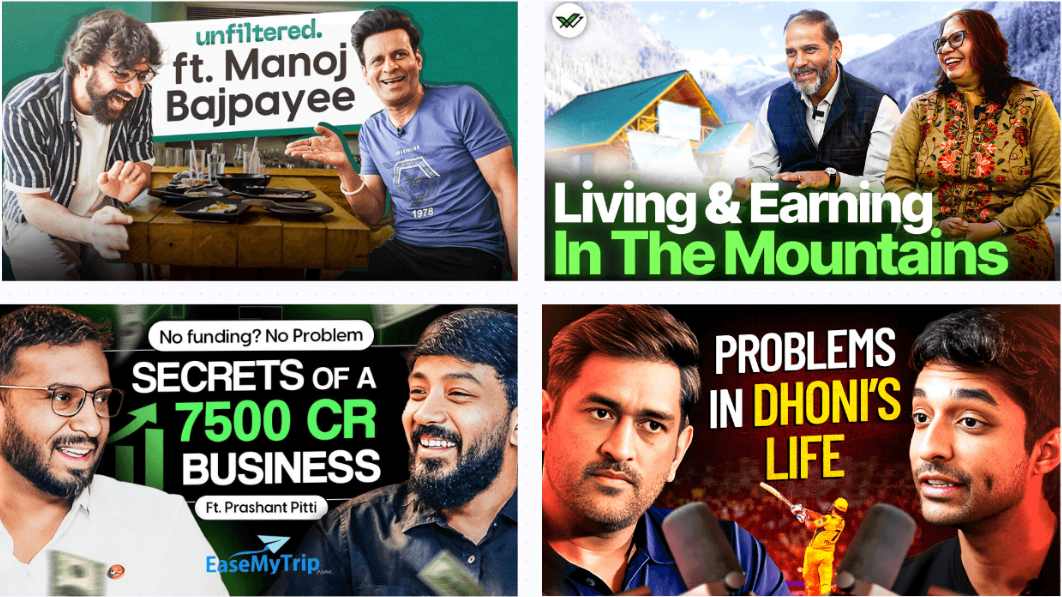 unfiltered.
ft. Manoj
Bajpayee
1978
Living & Earning
In The Mountains
No funding? No Problem
SECRETS OF A
7500 CR
BUSINESS
Ft. Prashant Pitti
EaseMyTrip.com
PROBLEMS
IN DHONI'S
LIFE